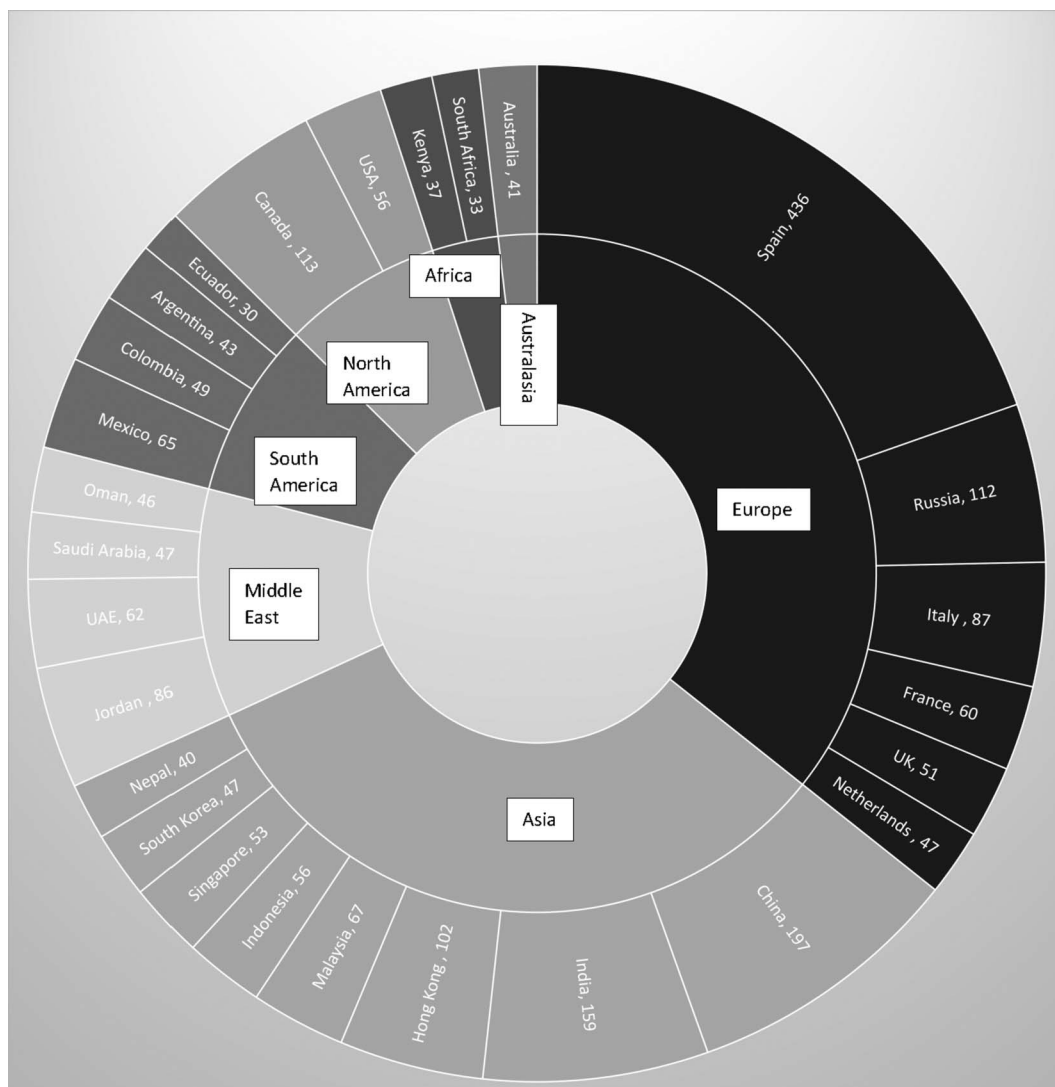 Spain, 436
Russia, 112
Italy , 87
France, 60
UK, 51
Netherlands , 47
China, 197
India, 159
Hong Kong , 102
Malaysia, 67
Indonesia, 56
Singapore, 53
South Korea, 47
Nepal, 40
Jordan , 86
UAE, 62
Saudi Arabia, 47
Oman, 46
Mexico, 65
Colombia, 49
Argentina, 43
Ecuador, 30
Canada , 113
USA, 56
Kenya, 37
South Africa, 33
Australia , 41
Europe
Asia
Middle
East
South
America
North
America
Africa
Australasia